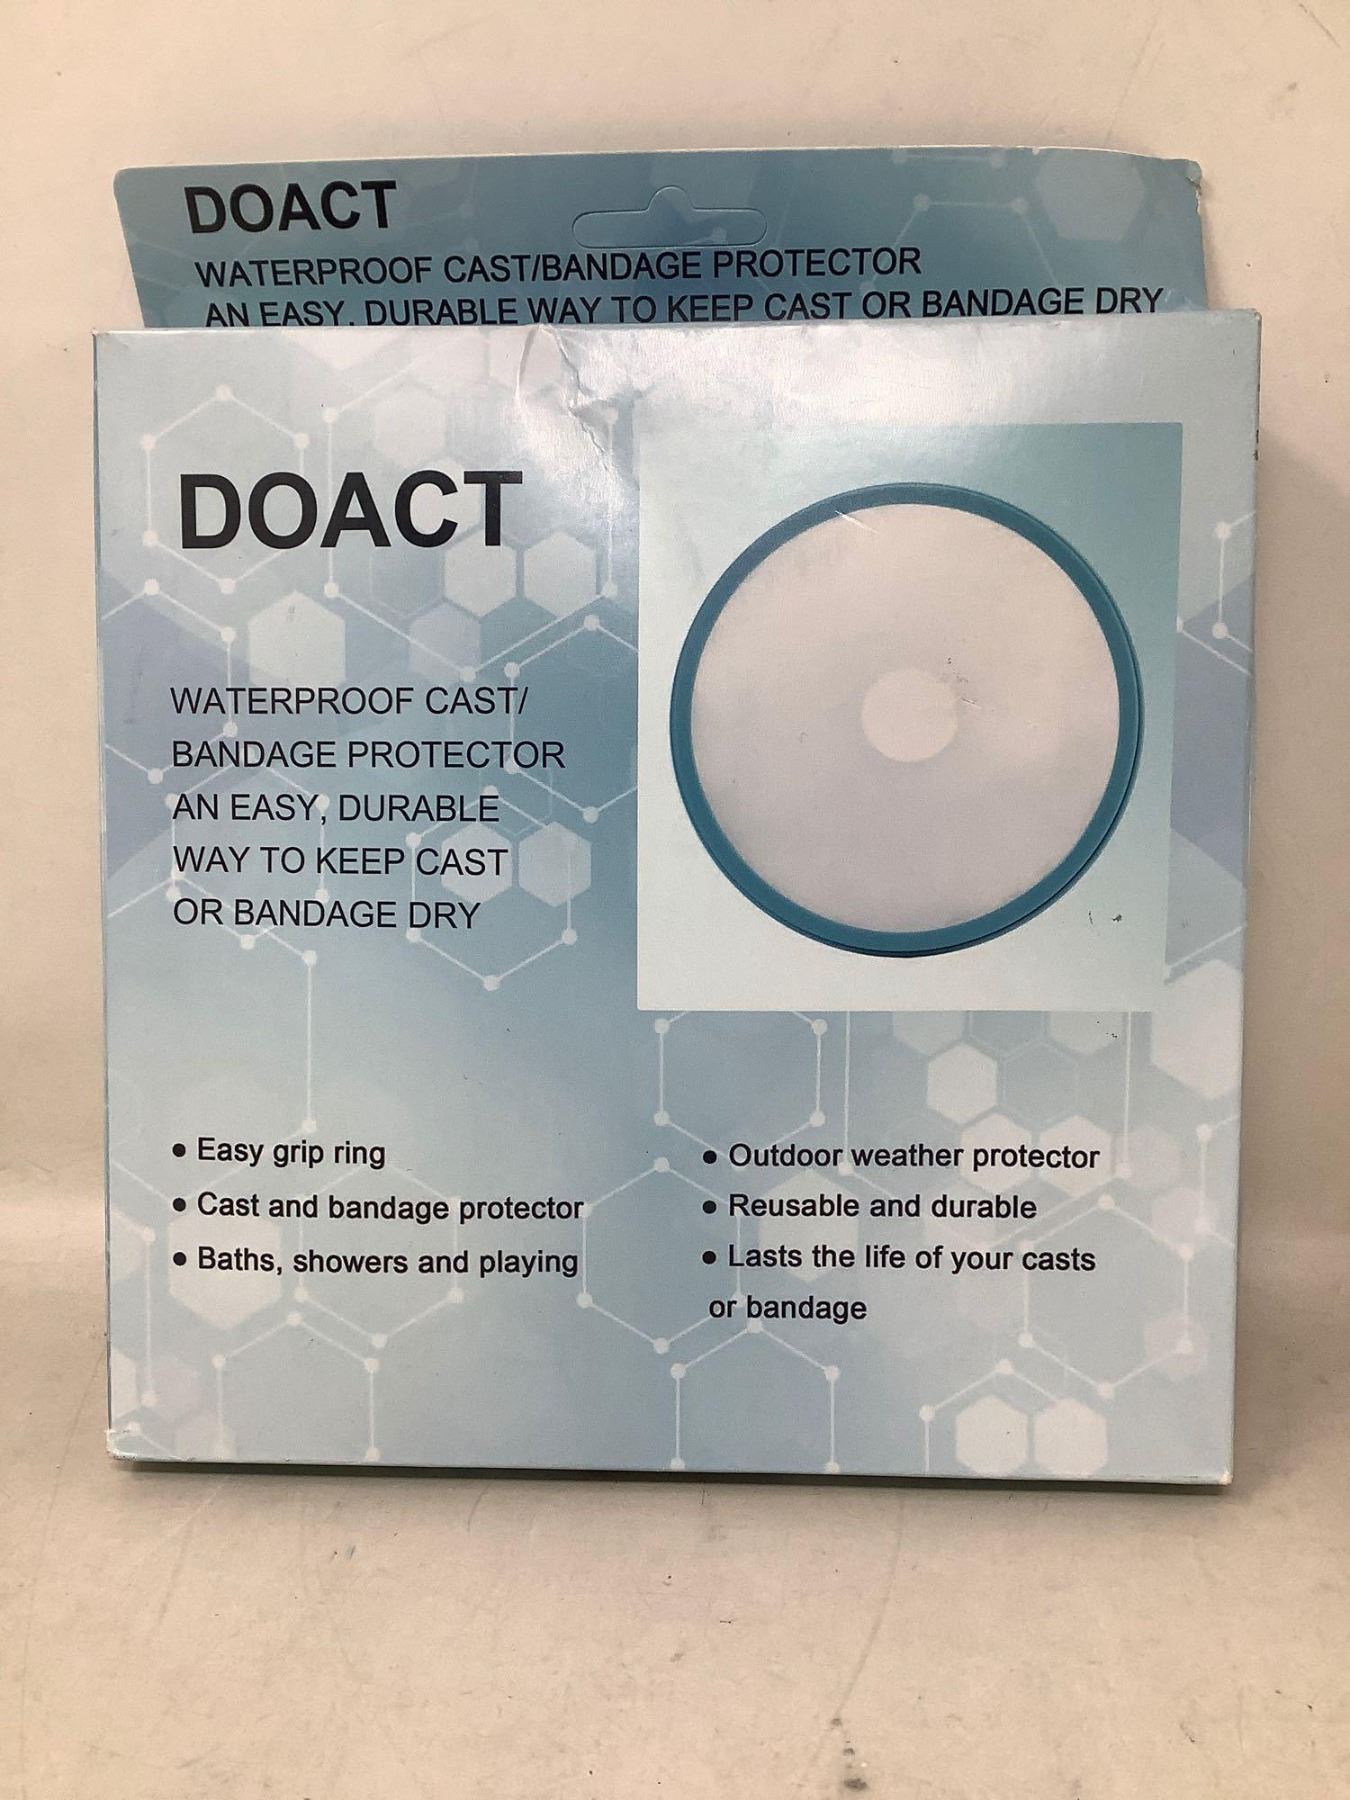 DOACT
WATERPROOF CAST/BANDAGE PROTECTOR
AN EASY, DURABLE WAY TO KEEP CAST OR BANDAGE DRY
DOACT
WATERPROOF CAST/
BANDAGE PROTECTOR
AN EASY, DURABLE
WAY TO KEEP CAST
OR BANDAGE DRY
• Easy grip ring
• Cast and bandage protector
• Baths, showers and playing
• Outdoor weather protector
• Reusable and durable
• Lasts the life of your casts
or bandage